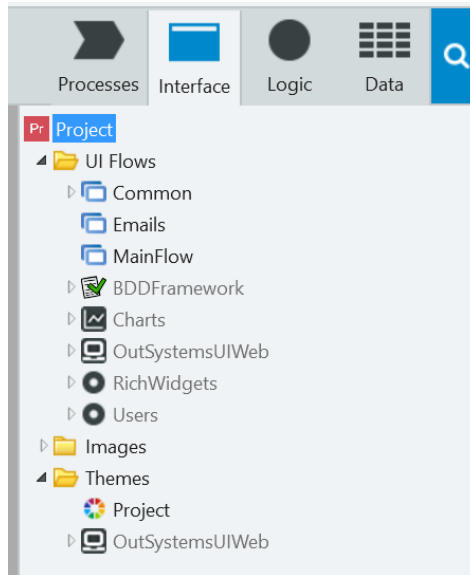 Processes Interface Logic Data
Pr Project
UI Flows
Common
Emails
MainFlow
BDDFramework
Charts
OutSystemsUIWeb
RichWidgets
Users
Images
Themes
Project
OutSystemsUIWeb